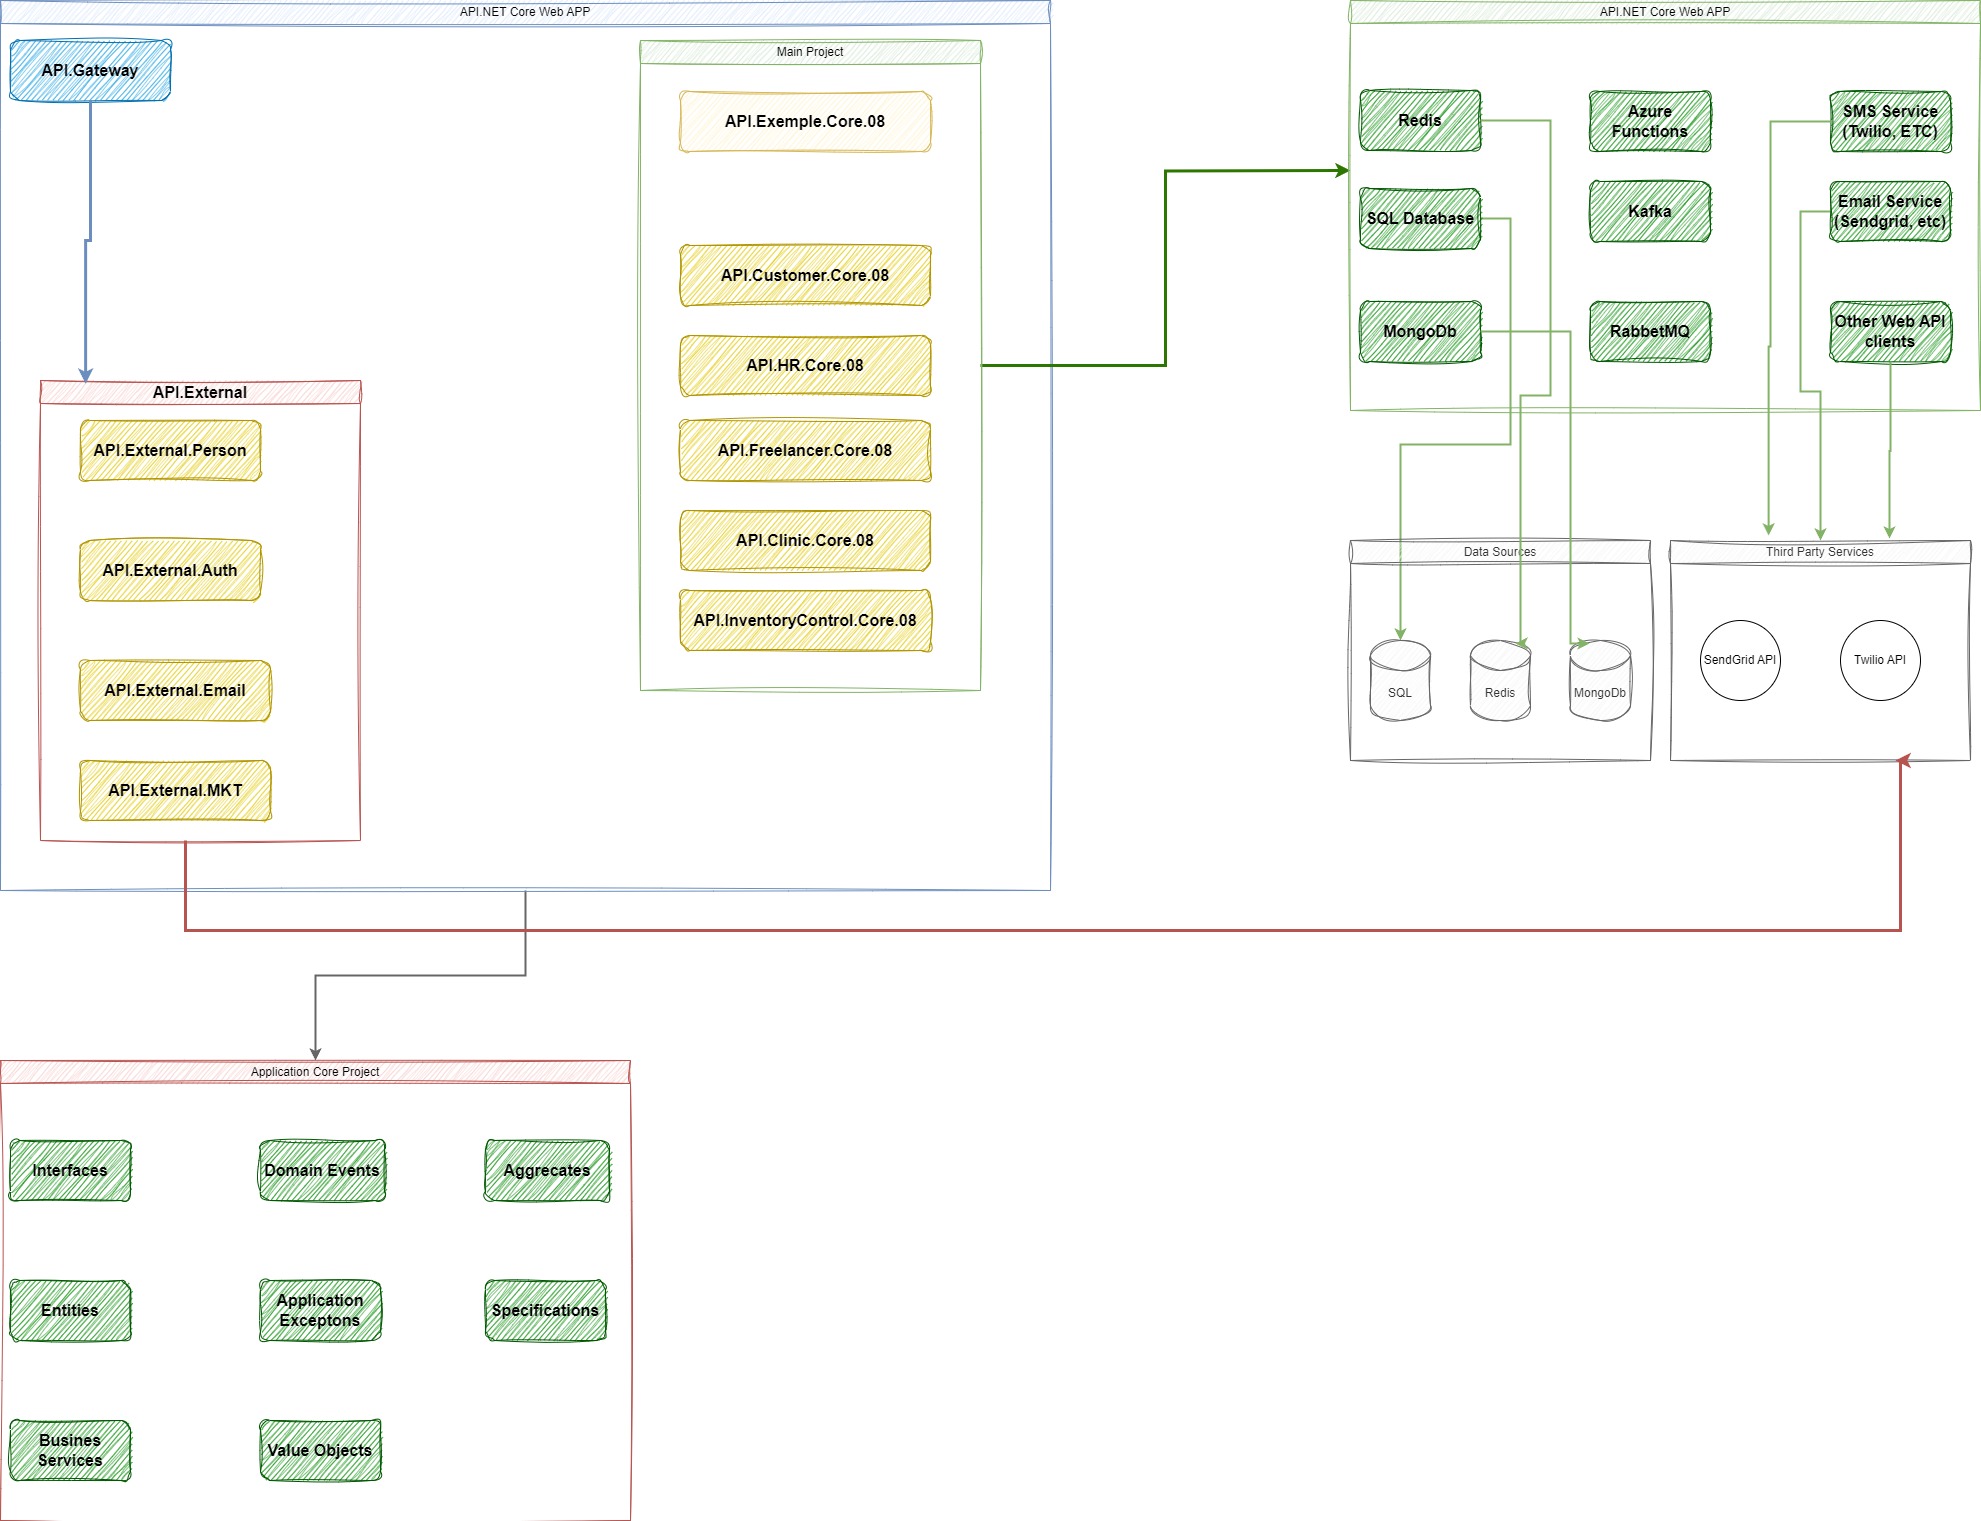 API.NET Core Web APP
API.Gateway
Main Project
API.Exemple.Core.08
API.Customer.Core.08
API.HR.Core.08
API.Freelancer.Core.08
API.Clinic.Core.08
API.InventoryControl.Core.08
API.External
API.External.Person
API.External.Auth
API.External.Email
API.External.MKT
API.NET Core Web APP
Redis
Azure
Functions
SMS Service
(Twilio, ETC)
SQL Database
Kafka
Email Service
(Sendgrid, etc)
MongoDb
RabbetMQ
Other Web API
clients
Data Sources
SQL
Redis
MongoDb
Third Party Services
SendGrid API
Twilio API
Application Core Project
Interfaces
Domain Events
Aggrecates
Entities
Application
Exceptons
Specifications
Busines
Services
Value Objects